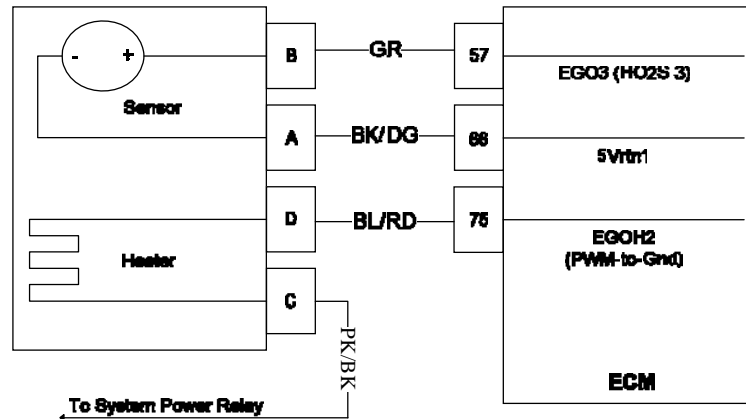 B GR 57
- +
EGO3 (HO2S 3)
Sensor
A BK/DG 66
5Vrtn1
D BL/RD 75
EGOH2
(PWM-to-Gnd)
Heater
C
PK/BK
ECM
To System Power Relay